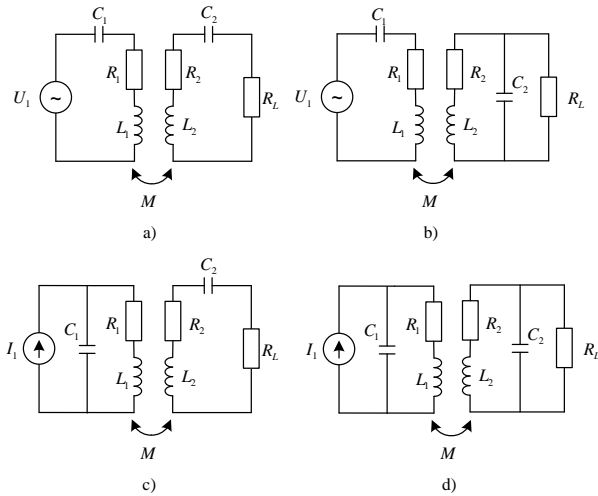 C1 C2
R1 R2
U1 ~ RL
L1 L2
M
a)
C1
R1 R2
U1 ~ C2 RL
L1 L2
M
b)
C2
C1 R1 R2
I1 RL
L1 L2
M
c)
C1 R1 R2 C2
I1 RL
L1 L2
M
d)